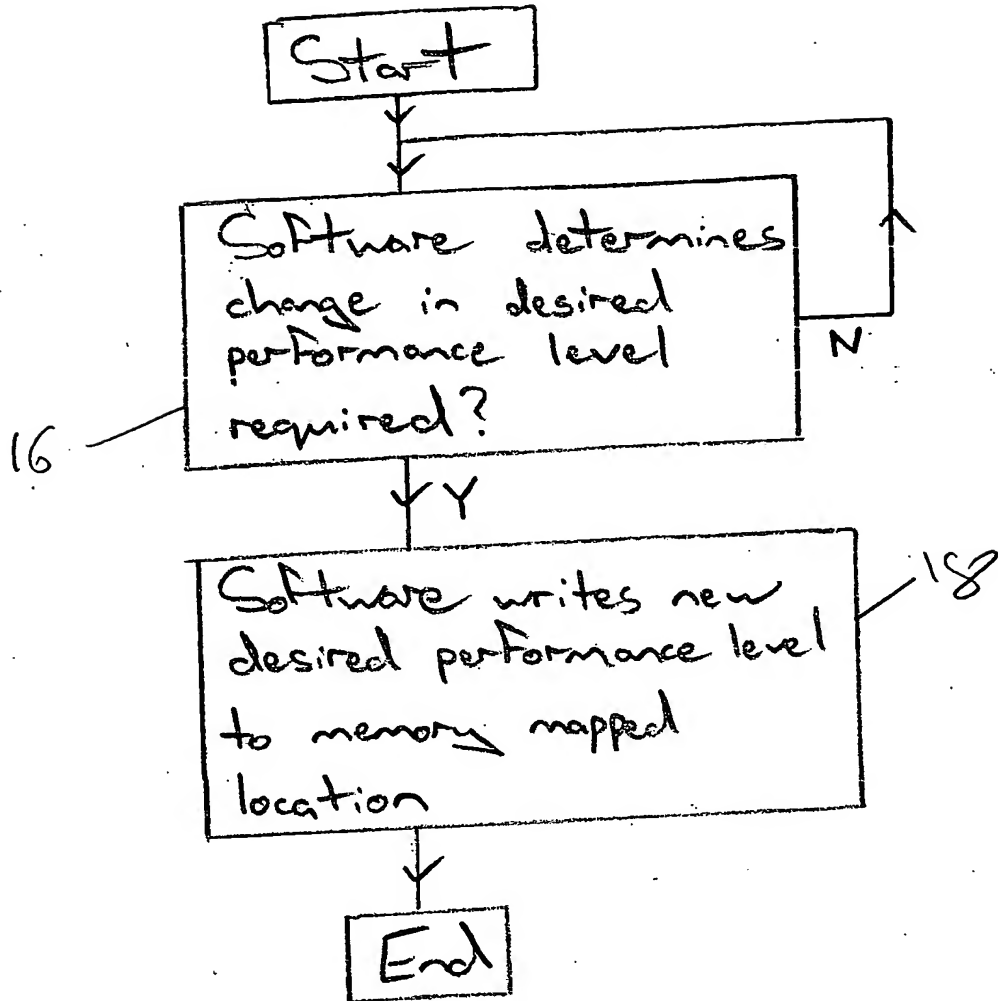 Start
Software determines
change in desired
performance level
required?
N
16
Y
Software writes new
desired performance level
to memory mapped
location
18
End